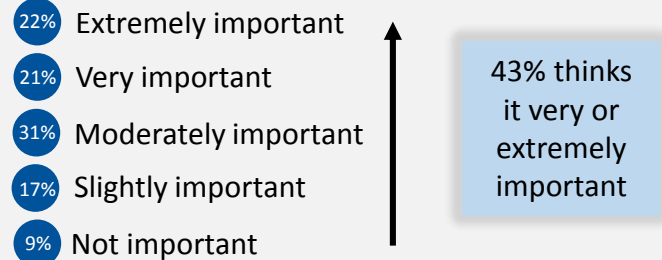 22% Extremely important
21% Very important
31% Moderately important
17% Slightly important
9% Not important
43% thinks
it very or
extremely
important